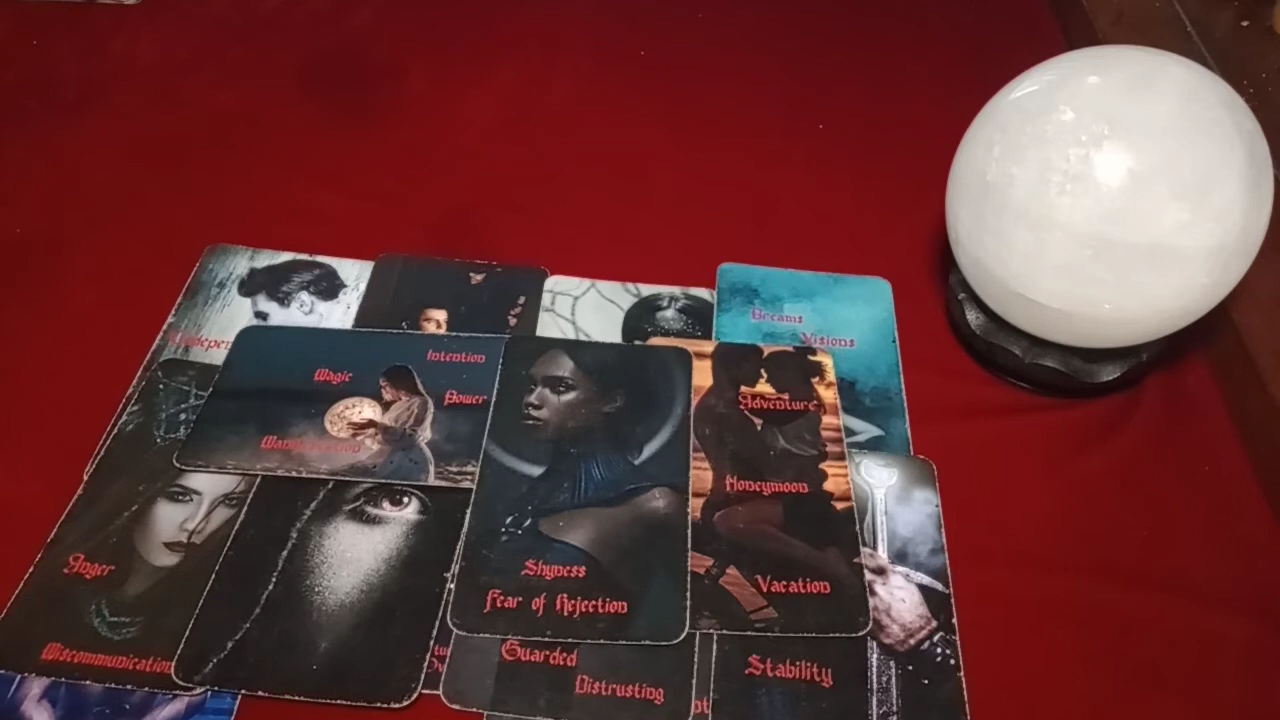 Dreams
Visions
Intention
Magic
Power
Adventure
Honeymoon
Shyness
Anger
Vacation
Fear of Rejection
Miscommunication
Guarded
Distrusting
Stability